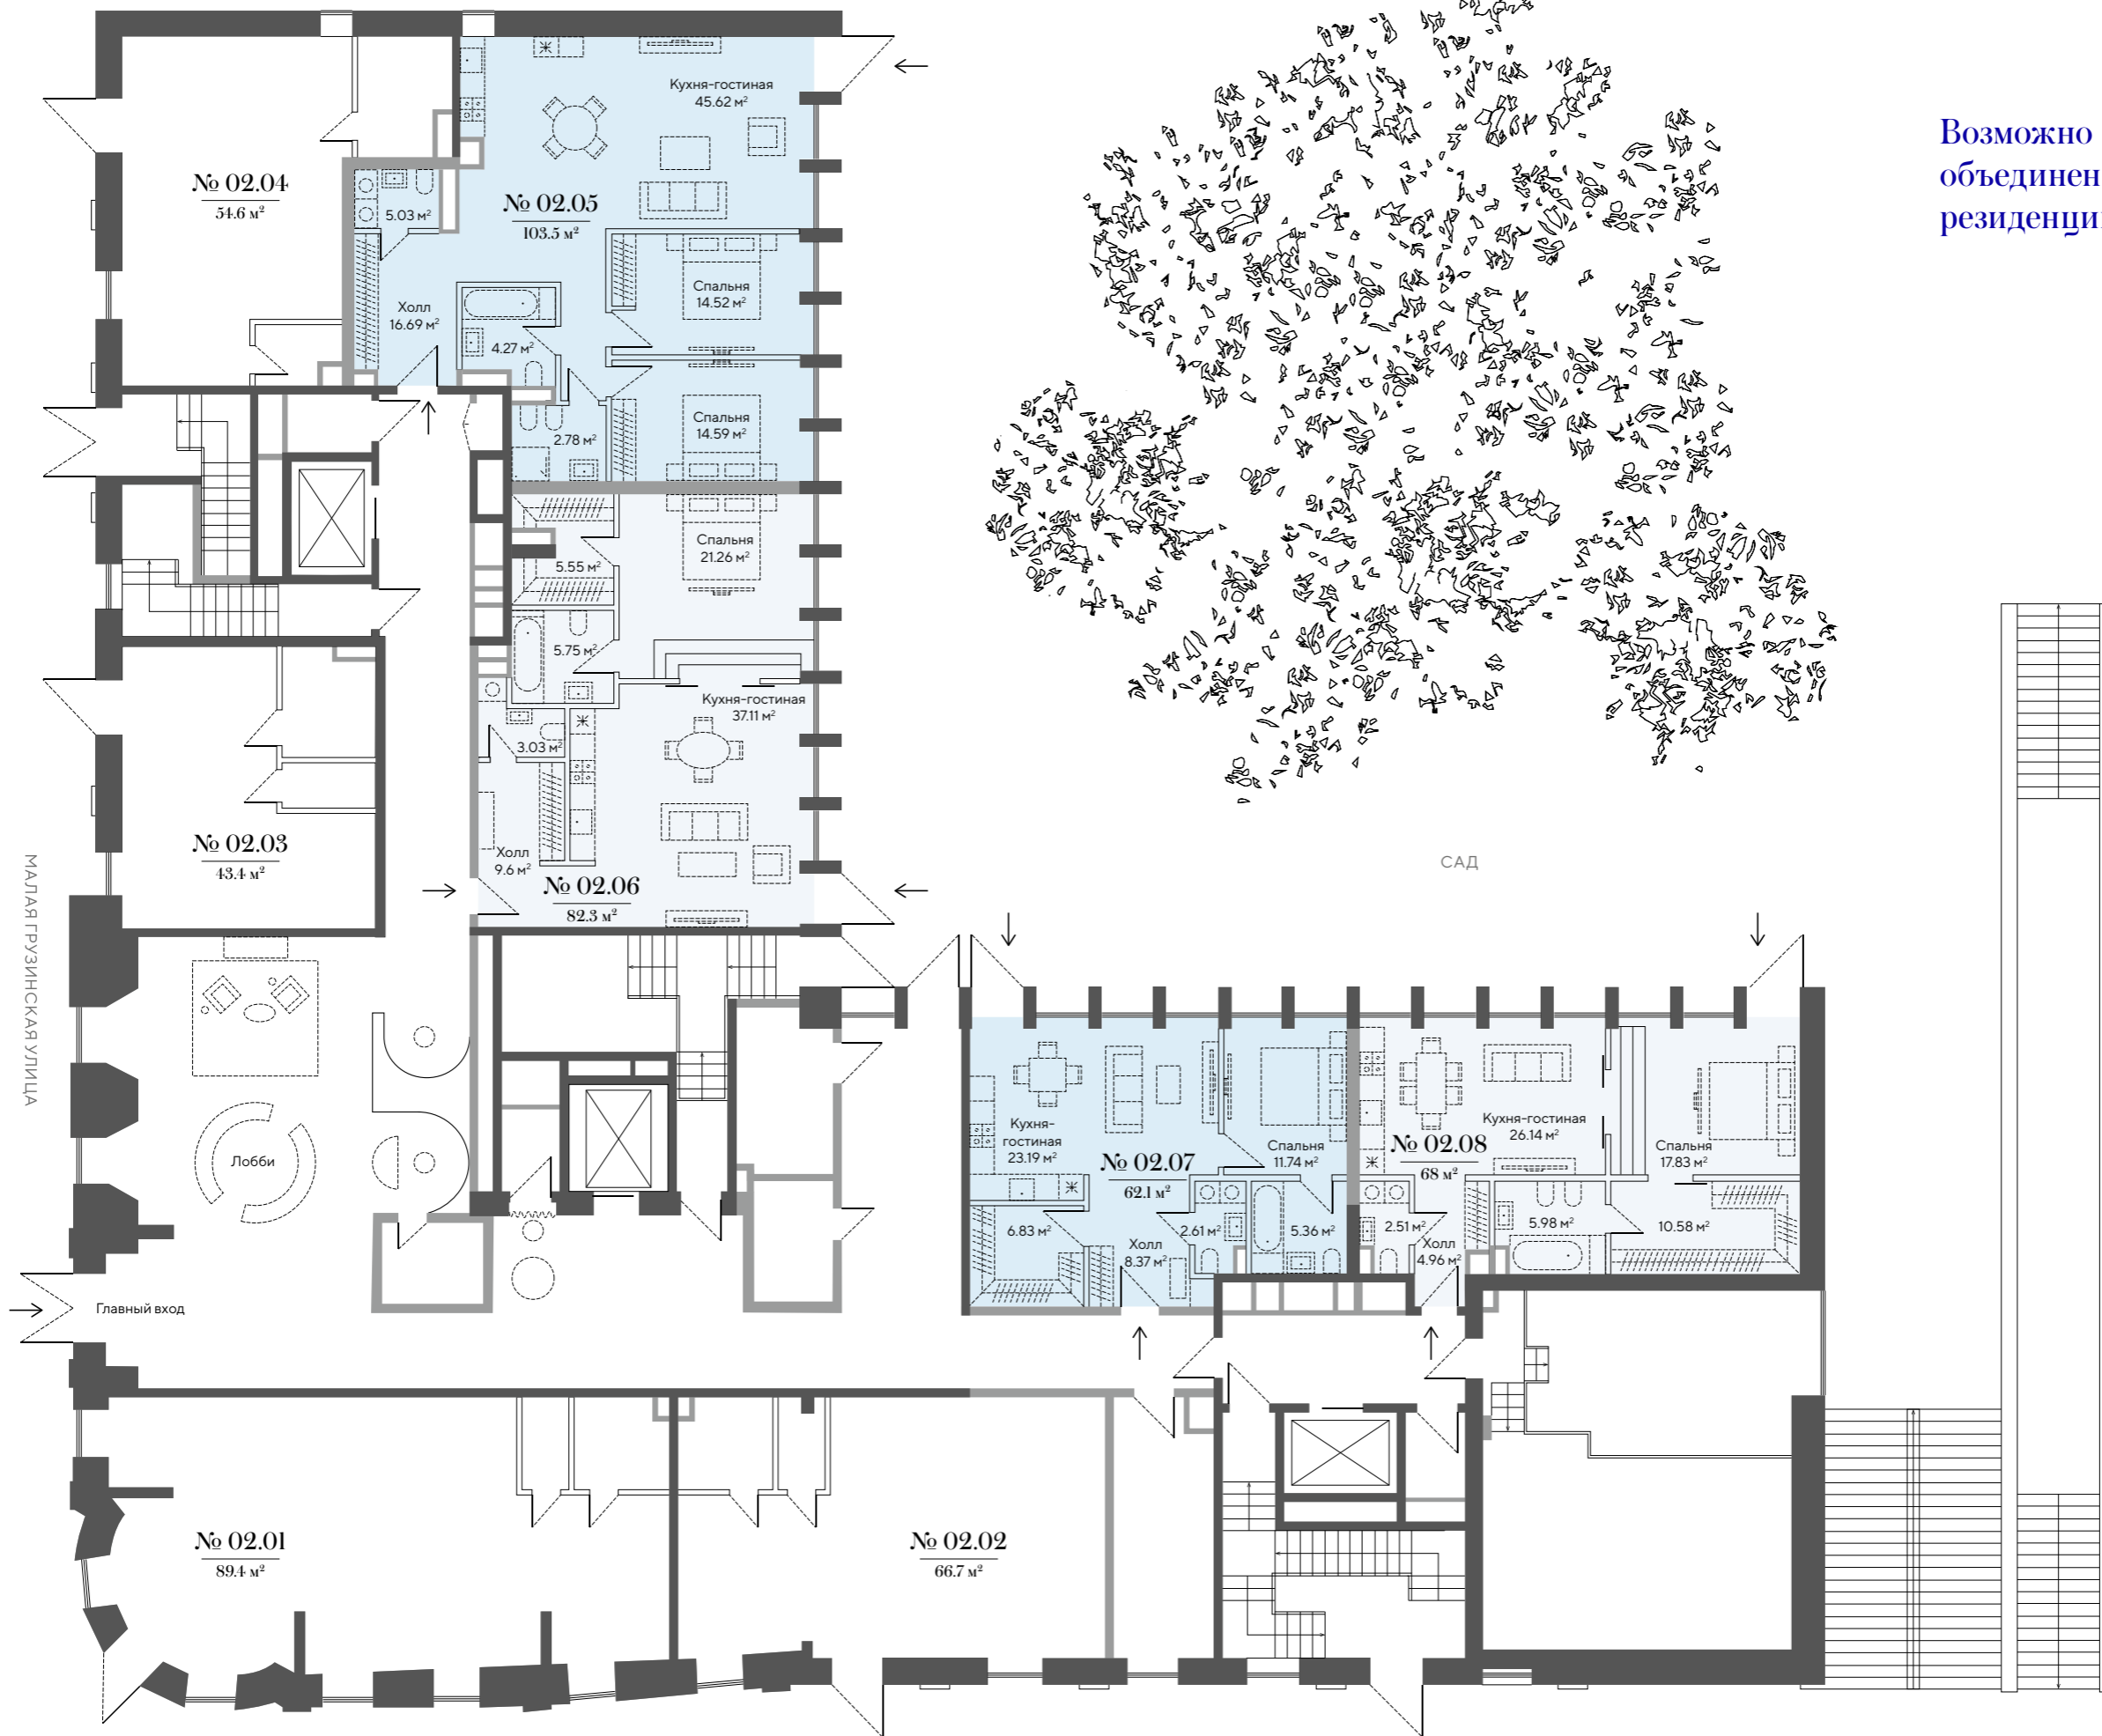 Возможно
№ 02.04
54.6 м²
Кухня-гостиная
45.62 м²
5.03 м²
№ 02.05
103.5 м²
Холл
16.69 м²
4.27 м²
Спальня
14.52 м²
2.78 м²
Спальня
14.59 м²
Спальня
21.26 м²
5.55 м²
5.75 м²
Кухня-гостиная
37.11 м²
3.03 м²
Холл
9.6 м²
№ 02.06
82.3 м²
№ 02.03
43.4 м²
МАЛАЯ ГРУЗИНСКАЯ УЛИЦА
САД
Лобби
Главный вход
Кухня-
гостиная
23.19 м²
№ 02.07
62.1 м²
Спальня
11.74 м²
6.83 м²
Холл
8.37 м²
2.61 м²
5.36 м²
Кухня-гостиная
26.14 м²
№ 02.08
68 м²
Спальня
17.83 м²
2.51 м²
Холл
4.96 м²
5.98 м²
10.58 м²
№ 02.01
89.4 м²
№ 02.02
66.7 м²